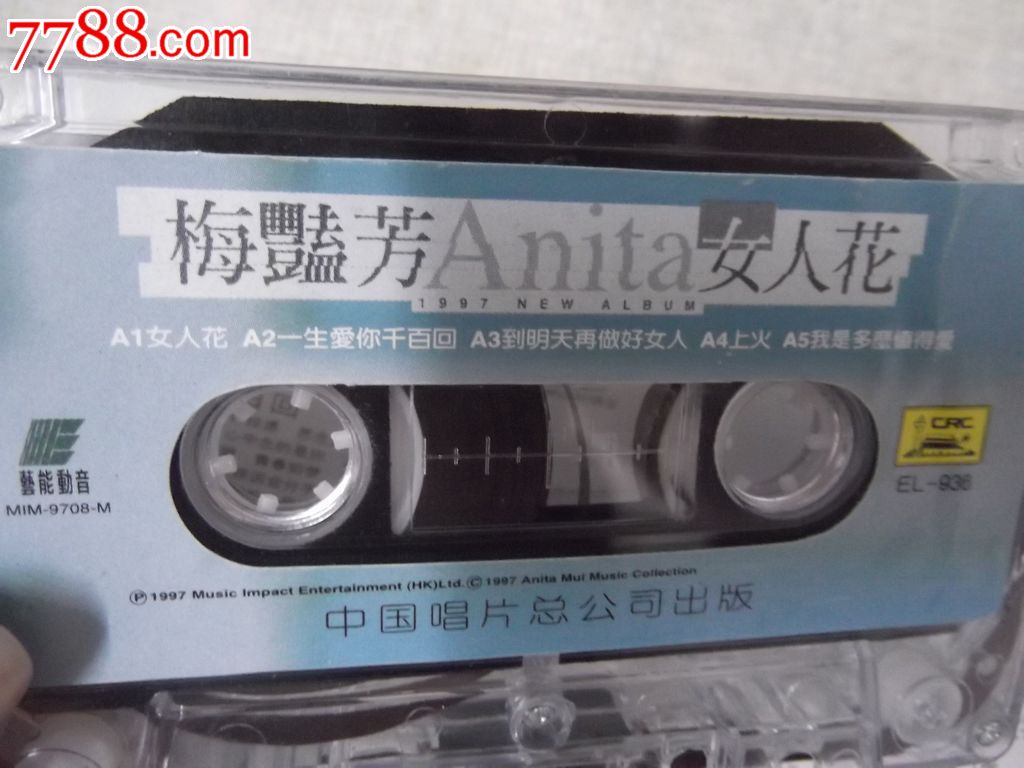 7788.com
梅豔芳Anita女人花
1997 NEW ALBUM
A1女人花 A2一生愛你千百回 A3到明天再做好女人 A4上火 A5我是多麼懂得愛
藝能動音
MIM-9708-M
CRC
EL-936
Ⓟ1997 Music Impact Entertainment (HK)Ltd.Ⓒ1997 Anita Mui Music Collection
中国唱片总公司出版